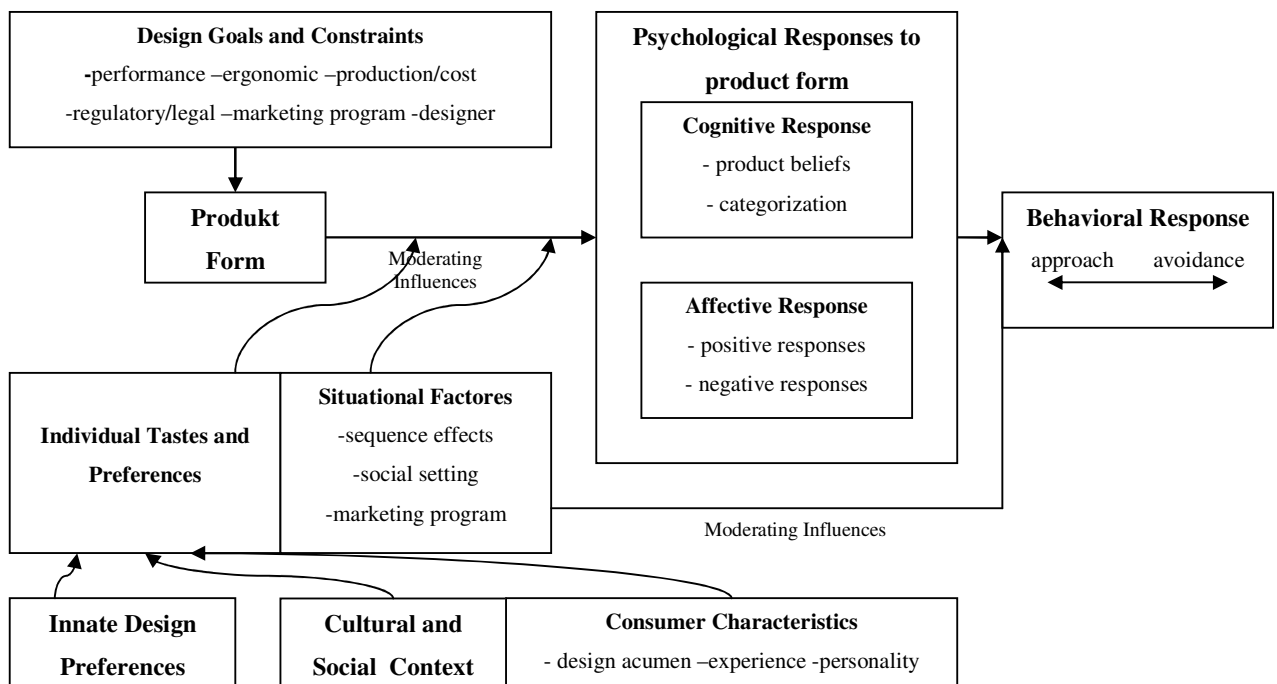 Design Goals and Constraints
-performance –ergonomic –production/cost
-regulatory/legal –marketing program -designer
Psychological Responses to
product form
Cognitive Response
- product beliefs
- categorization
Produkt
Form
Moderating
Influences
Behavioral Response
approach avoidance
Affective Response
- positive responses
- negative responses
Individual Tastes and
Preferences
Situational Factores
-sequence effects
-social setting
-marketing program
Moderating Influences
Innate Design
Preferences
Cultural and
Social Context
Consumer Characteristics
- design acumen –experience -personality